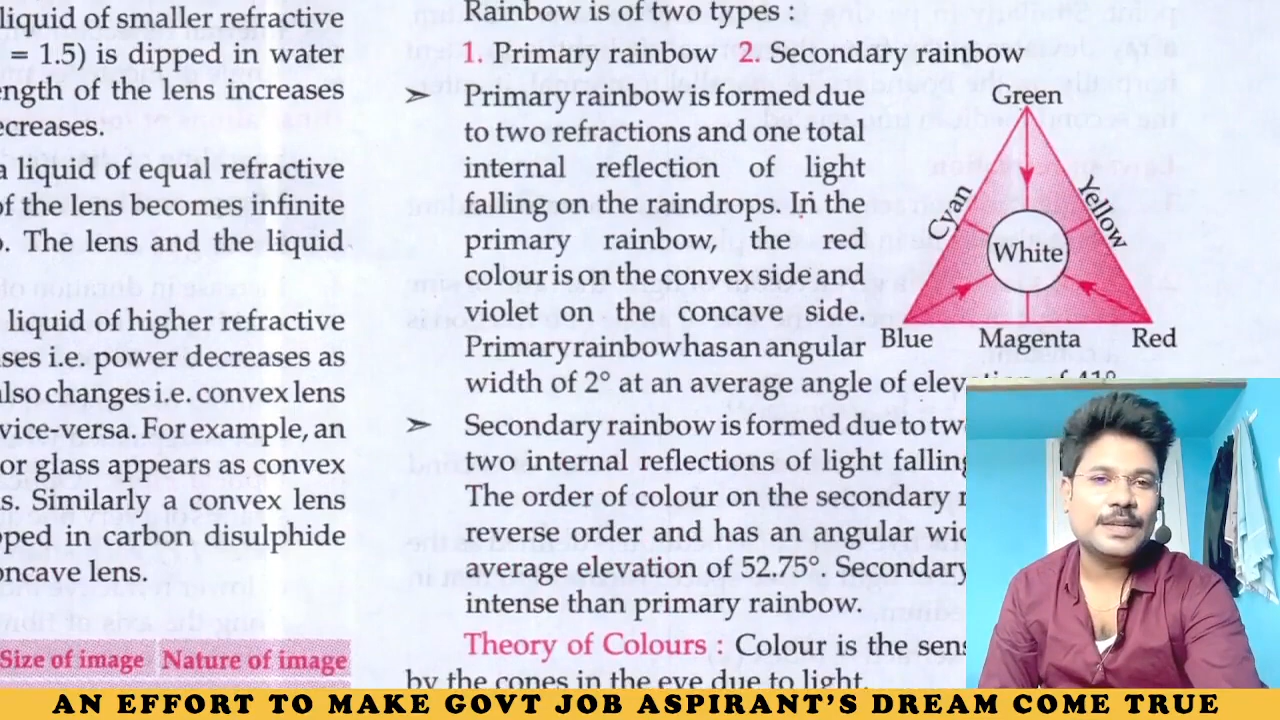 liquid of smaller refractive
= 1.5) is dipped in water
ength of the lens increases
ecreases.
a liquid of equal refractive
of the lens becomes infinite
. The lens and the liquid
liquid of higher refractive
ses i.e. power decreases as
also changes i.e. convex lens
vice-versa. For example, an
or glass appears as convex
s. Similarly a convex lens
pped in carbon disulphide
oncave lens.
Size of image Nature of image
Rainbow is of two types :
1. Primary rainbow 2. Secondary rainbow
➢ Primary rainbow is formed due
to two refractions and one total
internal reflection of light
falling on the raindrops. In the
primary rainbow, the red
colour is on the convex side and
violet on the concave side.
Primary rainbow has an angular
width of 2° at an average angle of elevation of 41°
➢ Secondary rainbow is formed due to two
two internal reflections of light falling
The order of colour on the secondary
reverse order and has an angular
average elevation of 52.75°. Secondary
intense than primary rainbow.
Theory of Colours : Colour is the
by the cones in the eye due to light.
Green
Cyan
Yellow
White
Blue
Magenta
Red
AN EFFORT TO MAKE GOVT JOB ASPIRANT'S DREAM COME TRUE